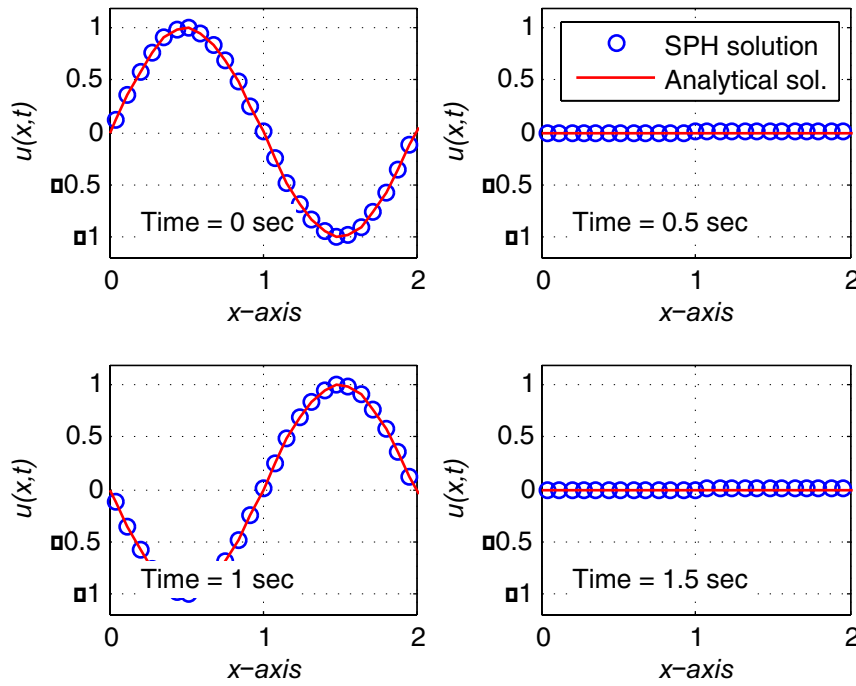 1
0.5
0
▯0.5
▯1
u(x,t)
Time = 0 sec
0 1 2
x−axis
1
0.5
0
▯0.5
▯1
u(x,t)
SPH solution
Analytical sol.
Time = 0.5 sec
0 1 2
x−axis
1
0.5
0
▯0.5
▯1
u(x,t)
Time = 1 sec
0 1 2
x−axis
1
0.5
0
▯0.5
▯1
u(x,t)
Time = 1.5 sec
0 1 2
x−axis